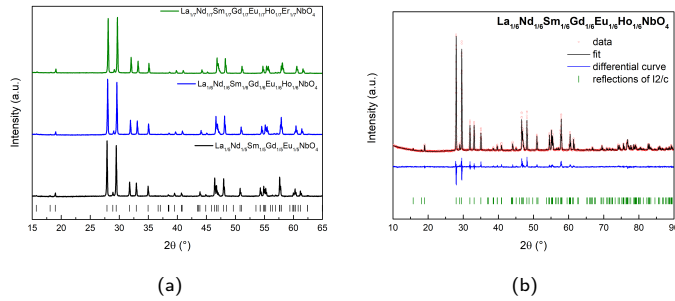 (a)
La1/7Nd1/7Sm1/7Gd1/7Eu1/7Ho1/7Er1/7NbO4
La1/6Nd1/6Sm1/6Gd1/6Eu1/6Ho1/6NbO4
La1/5Nd1/5Sm1/5Gd1/5Eu1/5NbO4
Intensity (a.u.)
15 20 25 30 35 40 45 50 55 60 65
2θ (°)
(b)
La1/6Nd1/6Sm1/6Gd1/6Eu1/6Ho1/6NbO4
data
fit
differential curve
reflections of I2/c
Intensity (a.u.)
10 20 30 40 50 60 70 80 90
2θ (°)
(a)
(b)